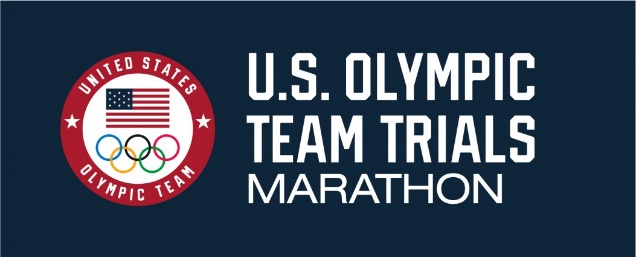 UNITED STATES
OLYMPIC TEAM
U.S. OLYMPIC
TEAM TRIALS
MARATHON